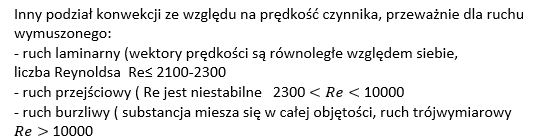 Inny podział konwekcji ze względu na prędkość czynnika, przeważnie dla ruchu
wymuszonego:
- ruch laminarny (wektory prędkości są równoległe względem siebie,
liczba Reynoldsa  Re≤ 2100-2300
- ruch przejściowy ( Re jest niestabilne   2300 < Re < 10000
- ruch burzliwy ( substancja miesza się w całej objętości, ruch trójwymiarowy
Re > 10000